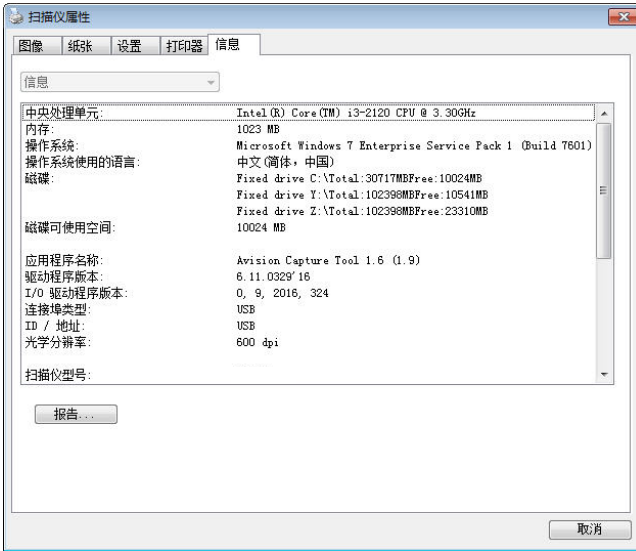 扫描仪属性
图像 纸张 设置 打印器 信息
信息
中央处理单元: Intel(R) Core(TM) i3-2120 CPU @ 3.30GHz
内存: 1023 MB
操作系统: Microsoft Windows 7 Enterprise Service Pack 1 (Build 7601)
操作系统使用的语言: 中文(简体，中国)
磁碟: Fixed drive C:\Total:30717MBFree:10024MB
Fixed drive Y:\Total:102398MBFree:10541MB
Fixed drive Z:\Total:102398MBFree:23310MB
磁碟可使用空间: 10024 MB
应用程序名称: Avision Capture Tool 1.6 (1.9)
驱动程序版本: 6.11.0329'16
I/O 驱动程序版本: 0, 9, 2016, 324
连接埠类型: USB
ID / 地址: USB
光学分辨率: 600 dpi
扫描仪型号:
报告...
取消